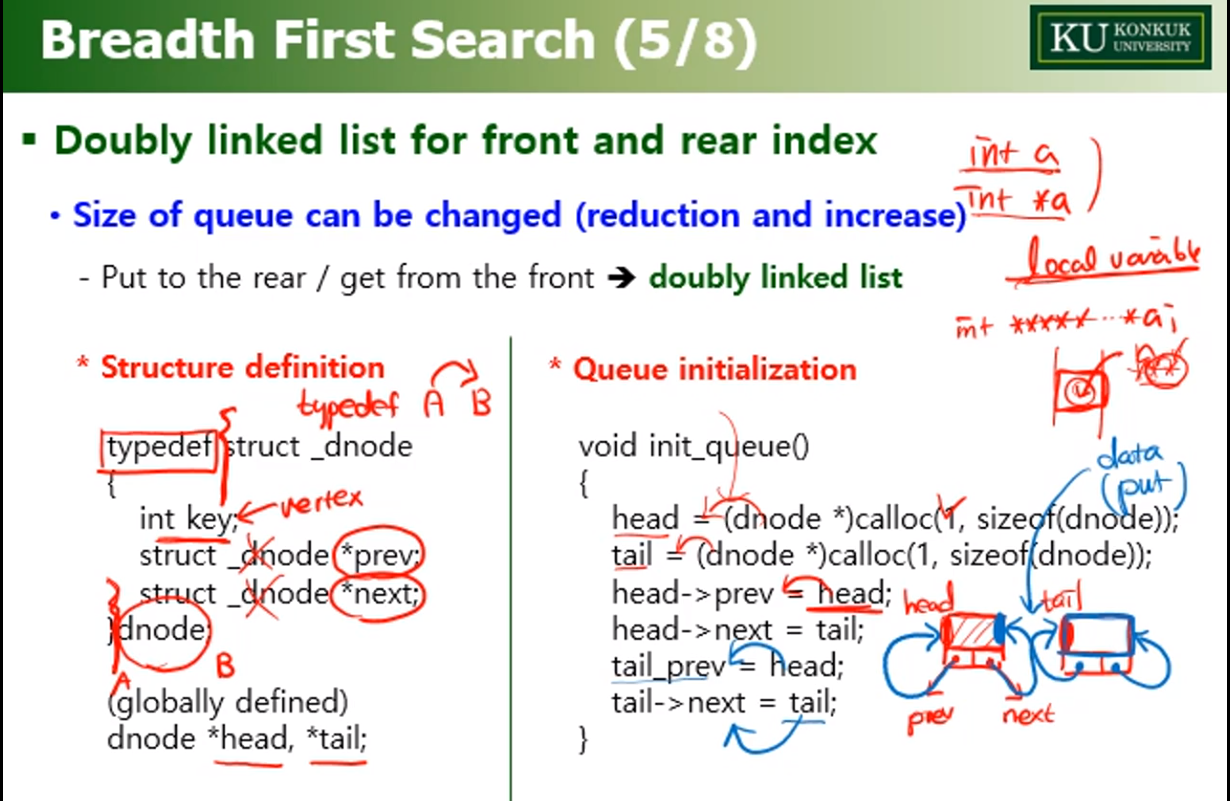 Breadth First Search (5/8)
KU KONKUK
UNIVERSITY
▪ Doubly linked list for front and rear index
int a
int *a
• Size of queue can be changed (reduction and increase)
local variable
- Put to the rear / get from the front ➔ doubly linked list
int ***** ... *a;
* Structure definition
typedef A B
typedef struct _dnode
{
int key; vertex
struct _dnode *prev;
struct _dnode *next;
}dnode;
A B
(globally defined)
dnode *head, *tail;
* Queue initialization
void init_queue()
{
data
(put)
head = (dnode *)calloc(1, sizeof(dnode));
tail = (dnode *)calloc(1, sizeof(dnode));
head->prev = head;
head tail
head->next = tail;
tail_prev = head;
tail->next = tail;
prev next
}